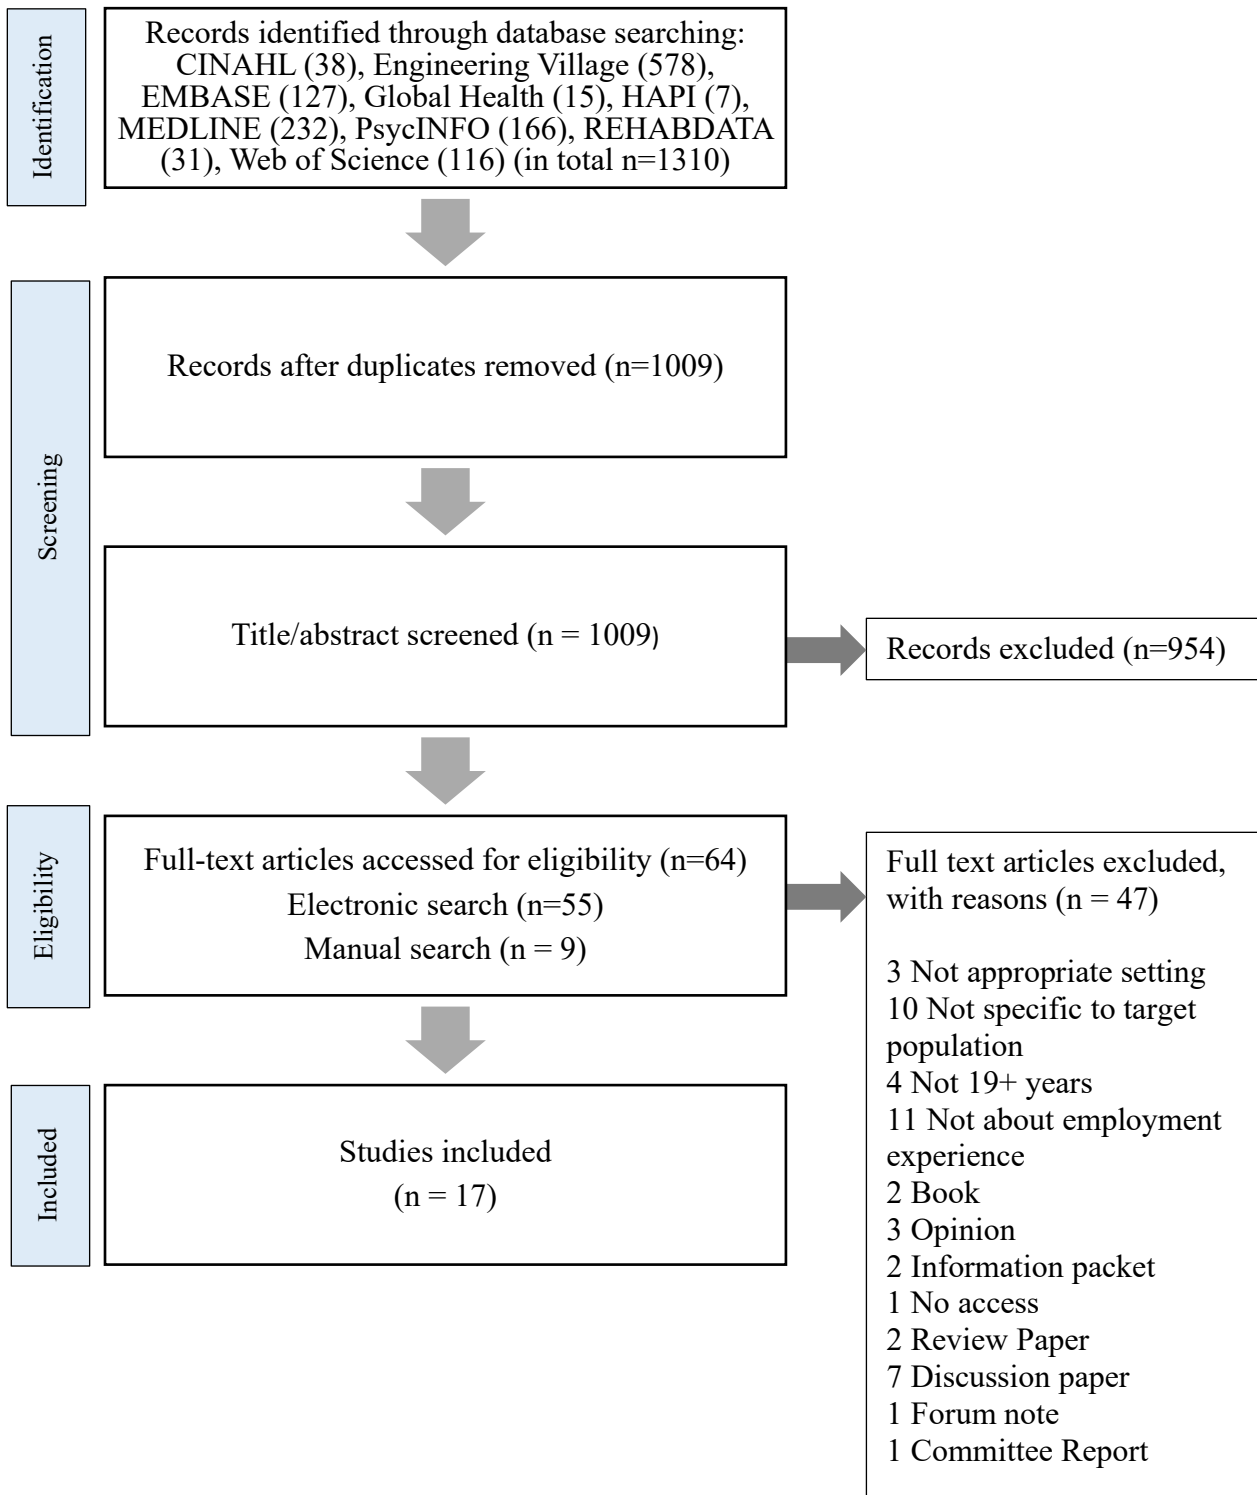 Identification
Records identified through database searching:
CINAHL (38), Engineering Village (578),
EMBASE (127), Global Health (15), HAPI (7),
MEDLINE (232), PsycINFO (166), REHABDATA
(31), Web of Science (116) (in total n=1310)
Screening
Records after duplicates removed (n=1009)
Title/abstract screened (n = 1009)
Records excluded (n=954)
Eligibility
Full-text articles accessed for eligibility (n=64)
Electronic search (n=55)
Manual search (n = 9)
Full text articles excluded,
with reasons (n = 47)
3 Not appropriate setting
10 Not specific to target
population
4 Not 19+ years
11 Not about employment
experience
2 Book
3 Opinion
2 Information packet
1 No access
2 Review Paper
7 Discussion paper
1 Forum note
1 Committee Report
Included
Studies included
(n = 17)